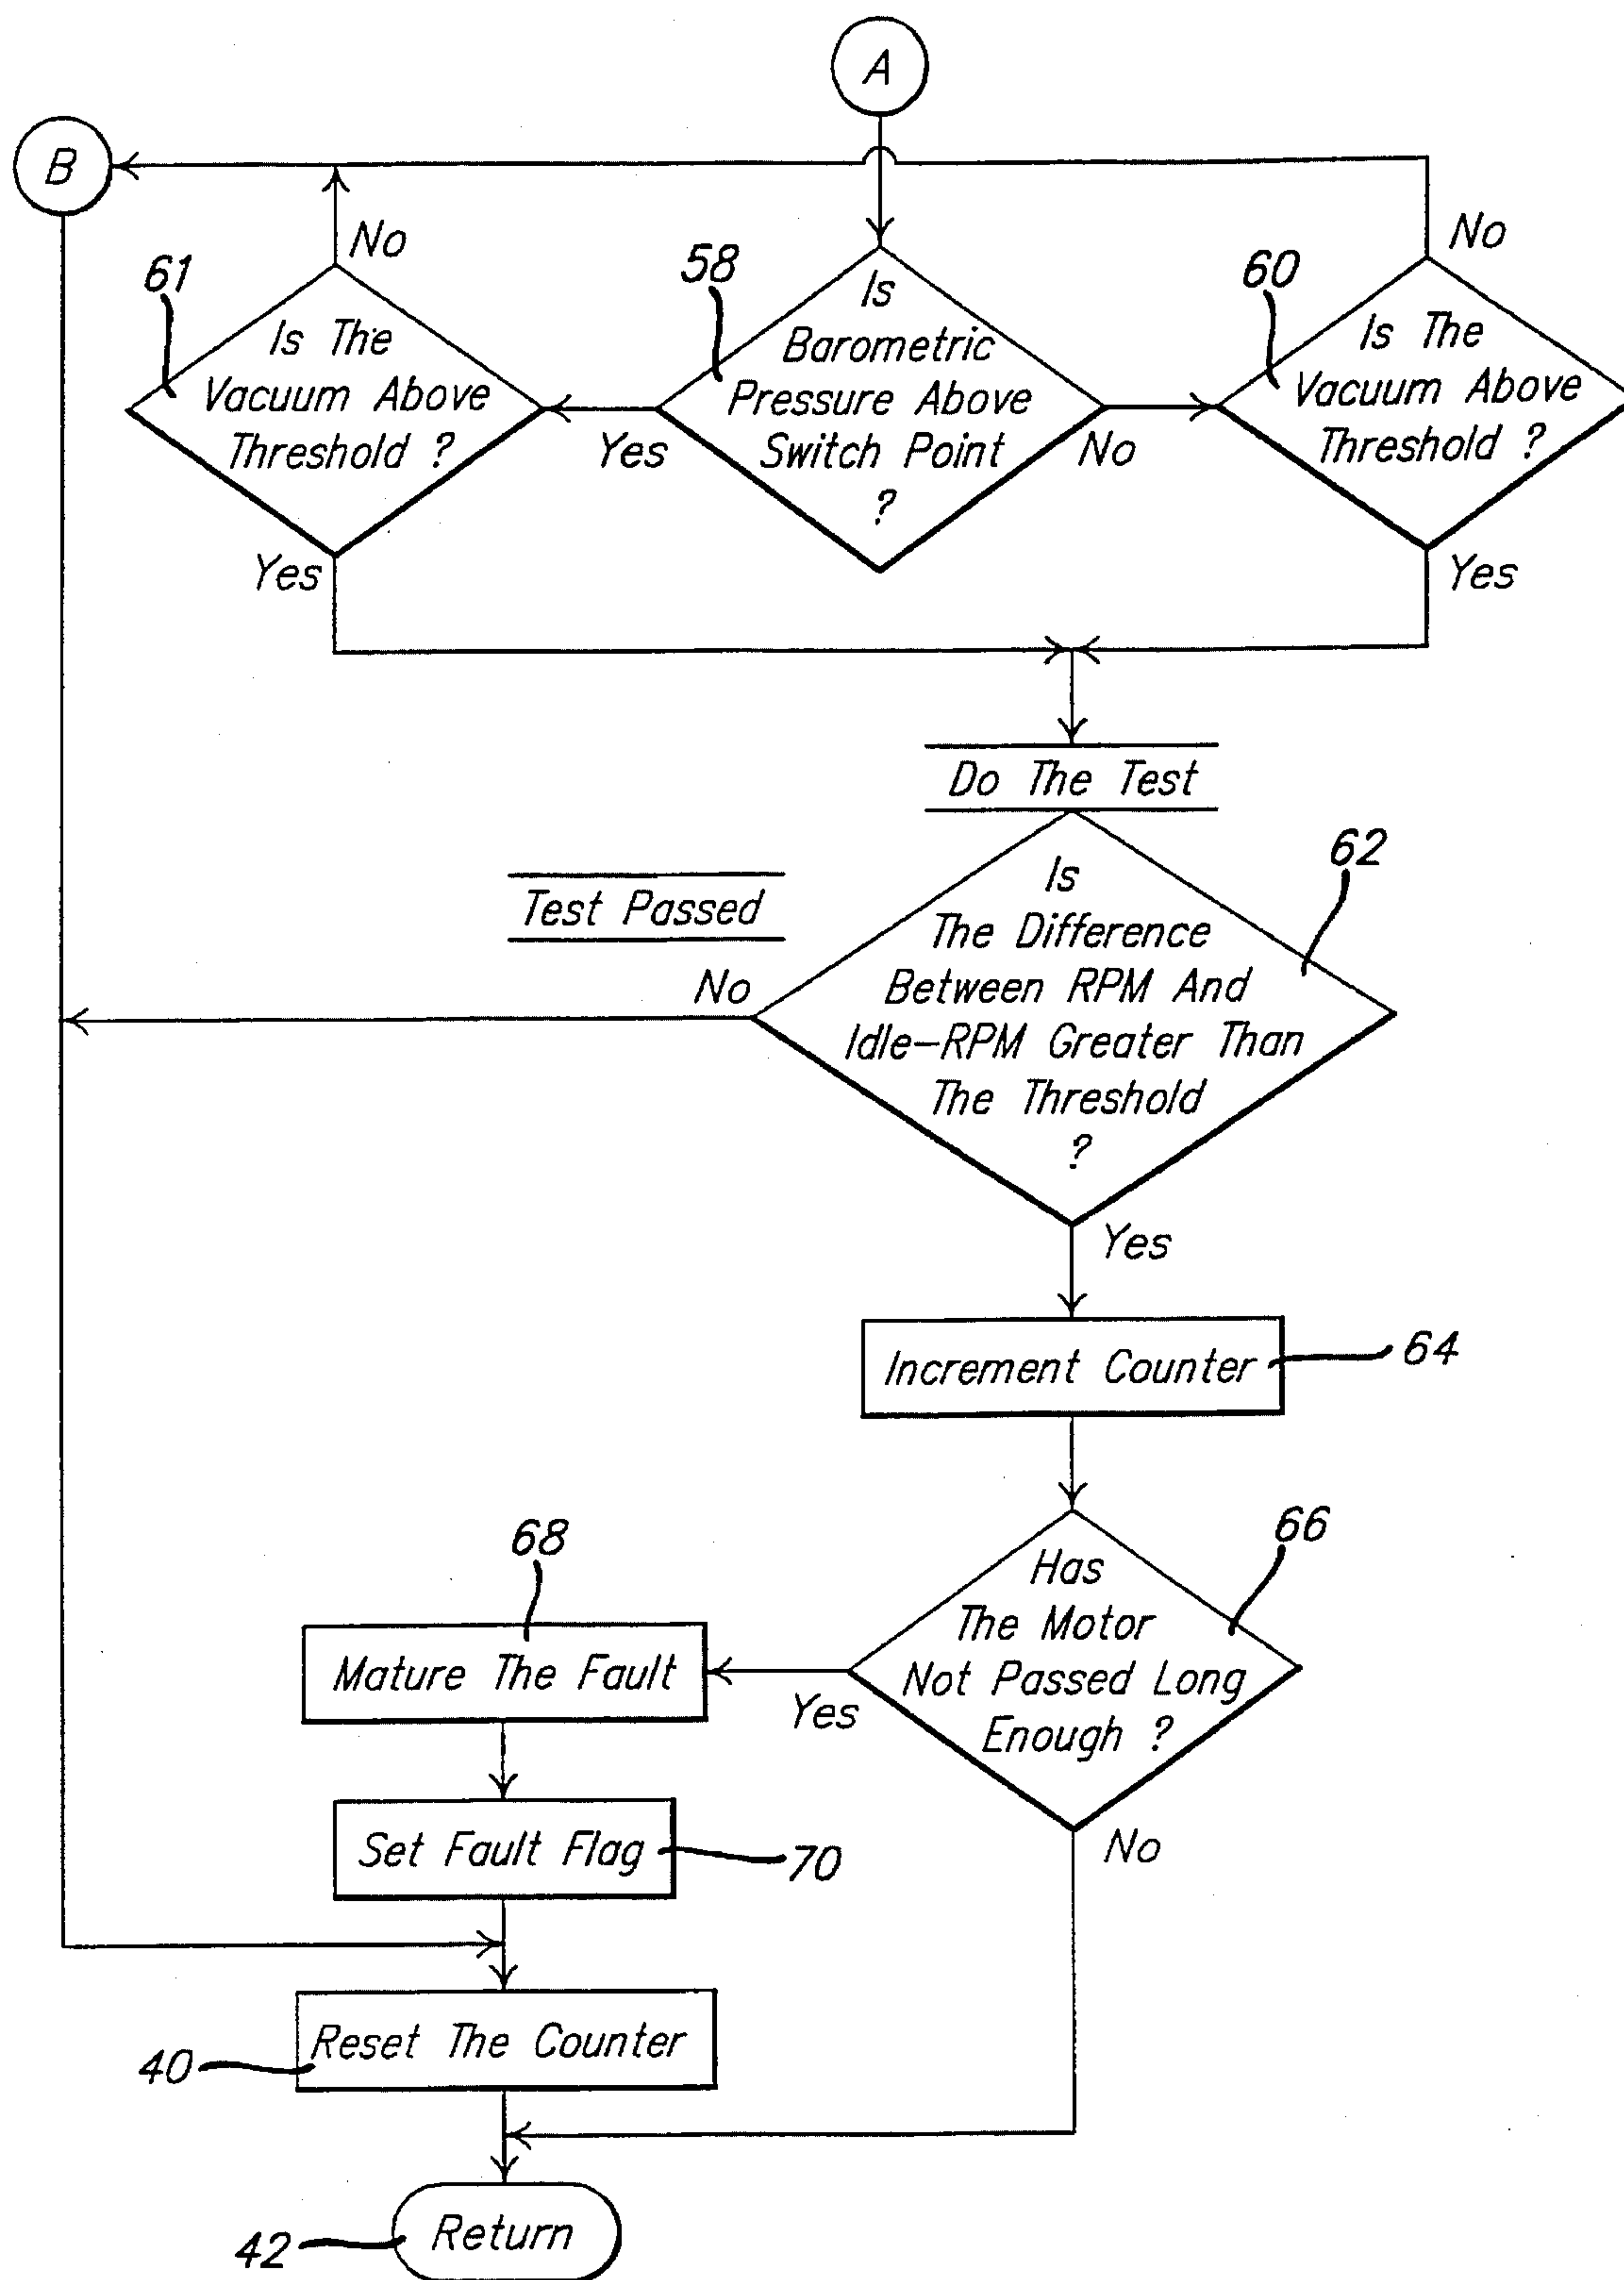 A
B
No
No
61
58
60
Is The
Vacuum Above
Threshold ?
Is
Barometric
Pressure Above
Switch Point
?
Is The
Vacuum Above
Threshold ?
Yes
No
Yes
Yes
Do The Test
62
Test Passed
Is
The Difference
Between RPM And
Idle-RPM Greater Than
The Threshold
?
No
Yes
Increment Counter
64
68
66
Has
The Motor
Not Passed Long
Enough ?
Mature The Fault
Yes
Set Fault Flag
70
No
Reset The Counter
40
Return
42